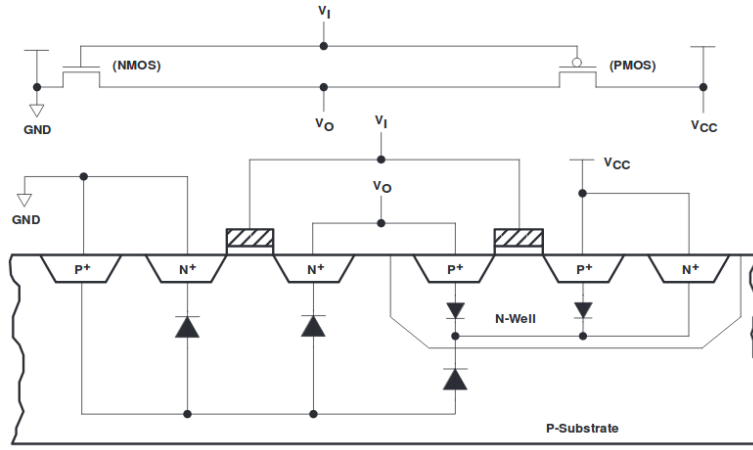 VI
(NMOS)
(PMOS)
GND
VO
VCC
VI
VCC
VO
GND
P+ N+ N+ P+ P+ N+
N-Well
P-Substrate